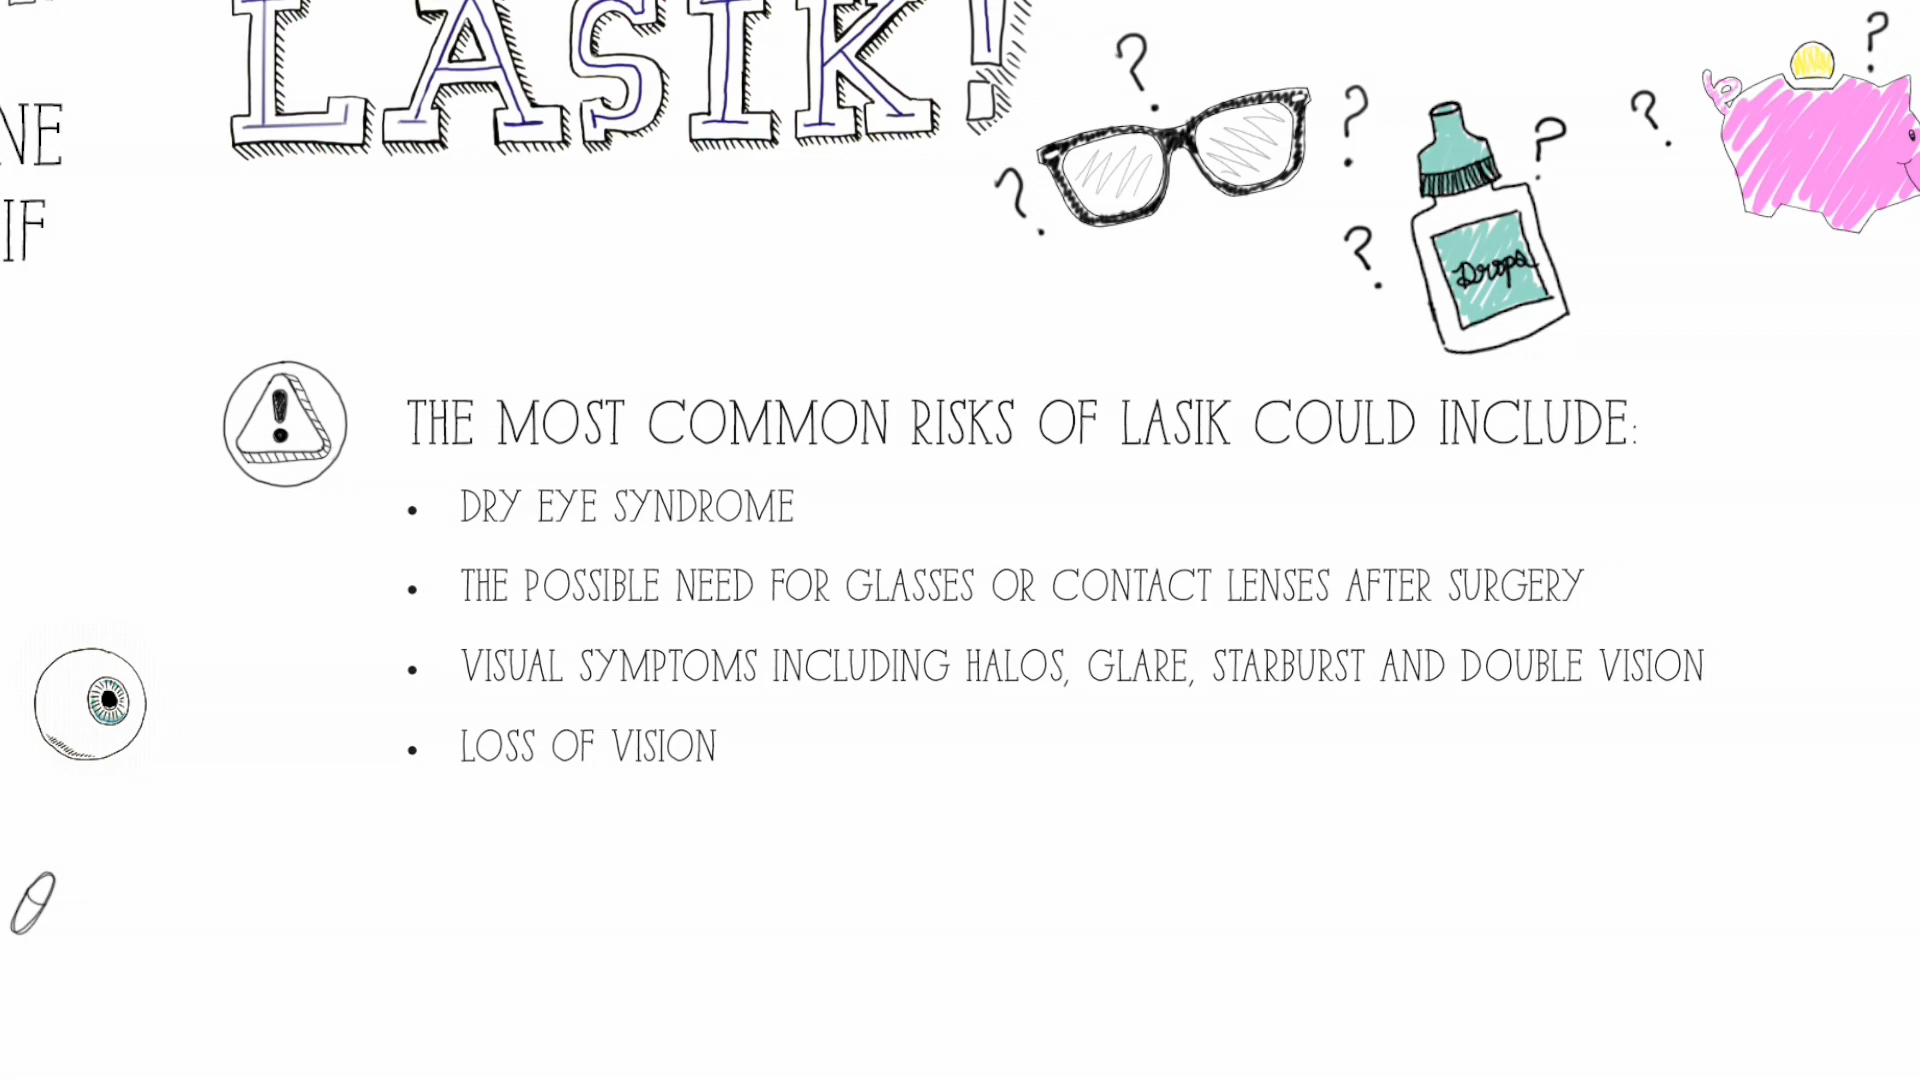 LASIK!
NE
IF
Drops
THE MOST COMMON RISKS OF LASIK COULD INCLUDE:
• DRY EYE SYNDROME
• THE POSSIBLE NEED FOR GLASSES OR CONTACT LENSES AFTER SURGERY
• VISUAL SYMPTOMS INCLUDING HALOS, GLARE, STARBURST AND DOUBLE VISION
• LOSS OF VISION